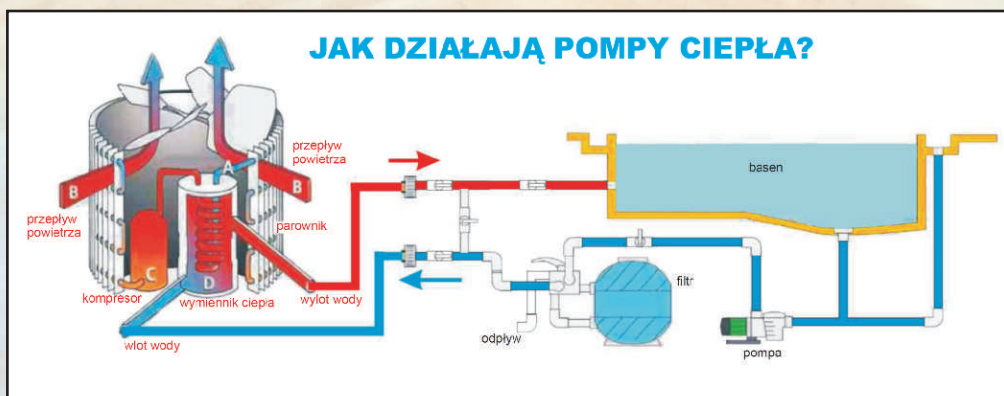 JAK DZIAŁAJĄ POMPY CIEPŁA?
przepływ
powietrza
A
B
B
basen
przepływ
powietrza
parownik
C
D
kompresor
wymiennik ciepła
wylot wody
filtr
wlot wody
odpływ
pompa